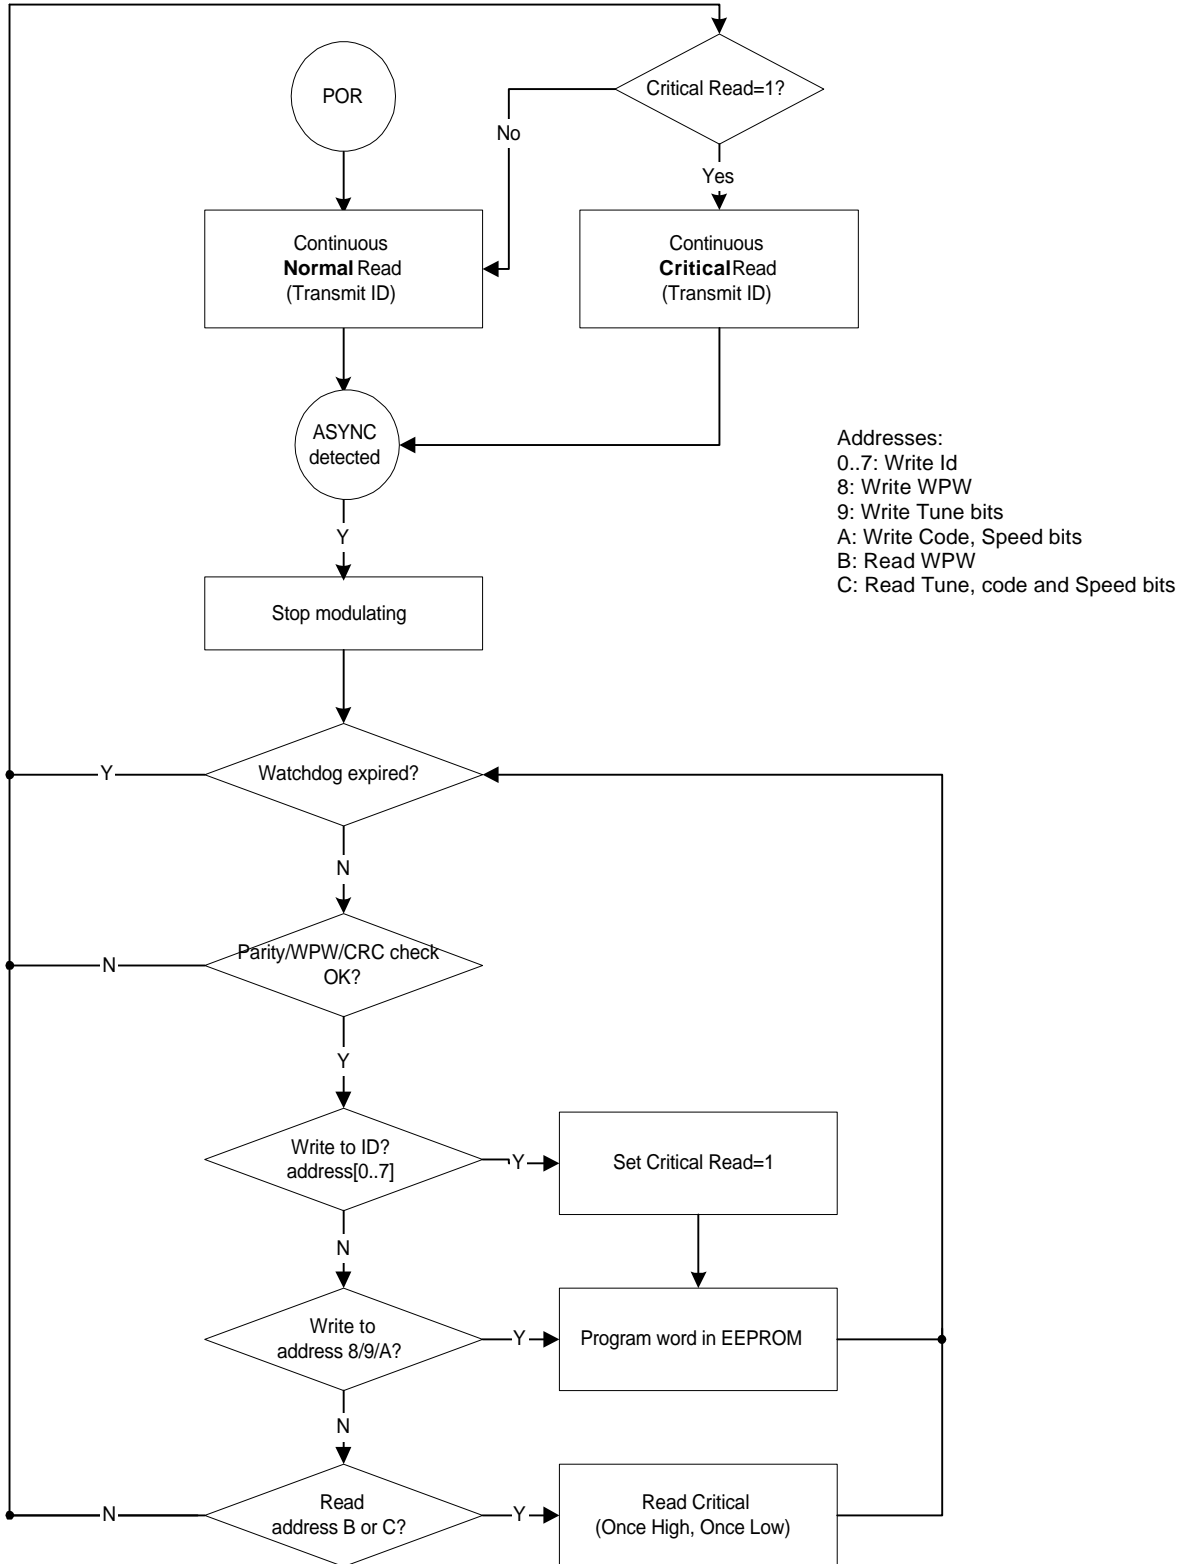 Critical Read=1?
POR
No
Yes
Continuous
Normal Read
(Transmit ID)
Continuous
CriticalRead
(Transmit ID)
ASYNC
detected
Addresses:
0..7: Write Id
8: Write WPW
9: Write Tune bits
A: Write Code, Speed bits
B: Read WPW
C: Read Tune, code and Speed bits
Y
Stop modulating
Y
Watchdog expired?
N
N
Parity/WPW/CRC check
OK?
Y
Write to ID?
address[0..7]
Y
Set Critical Read=1
N
Write to
address 8/9/A?
Y
Program word in EEPROM
N
N
Read
address B or C?
Y
Read Critical
(Once High, Once Low)